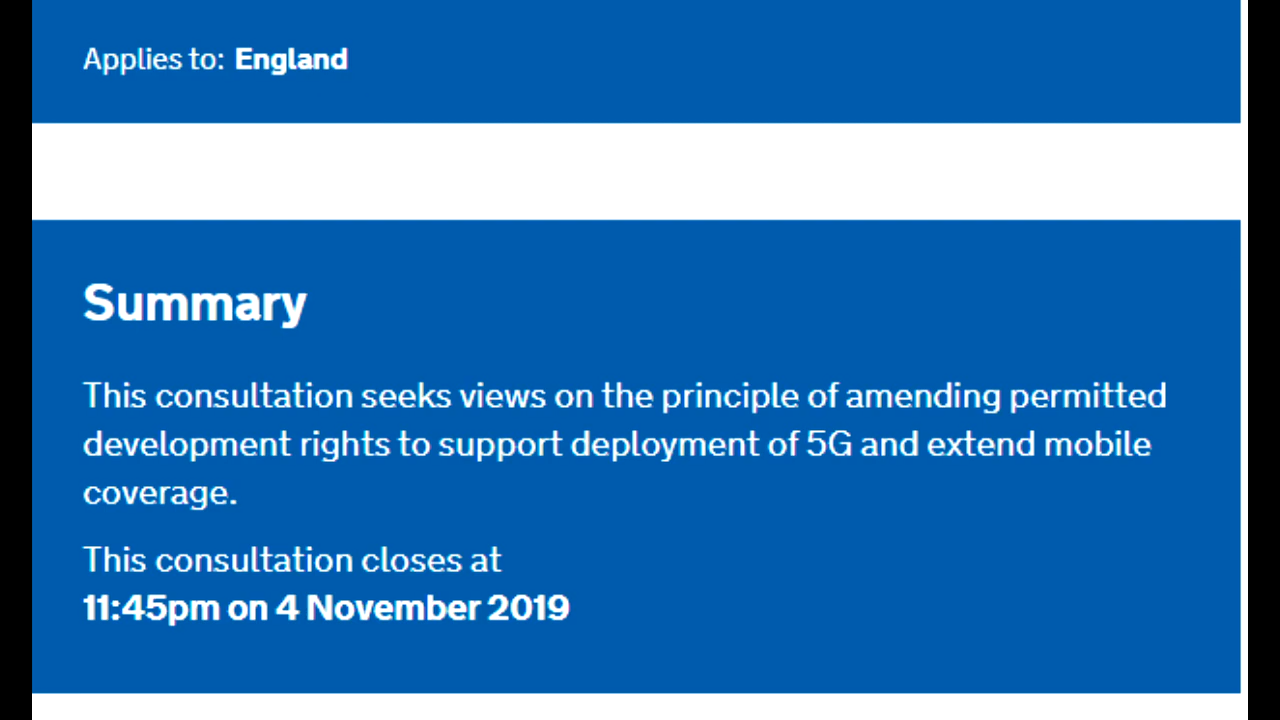 Applies to: England
Summary
This consultation seeks views on the principle of amending permitted
development rights to support deployment of 5G and extend mobile
coverage.
This consultation closes at
11:45pm on 4 November 2019